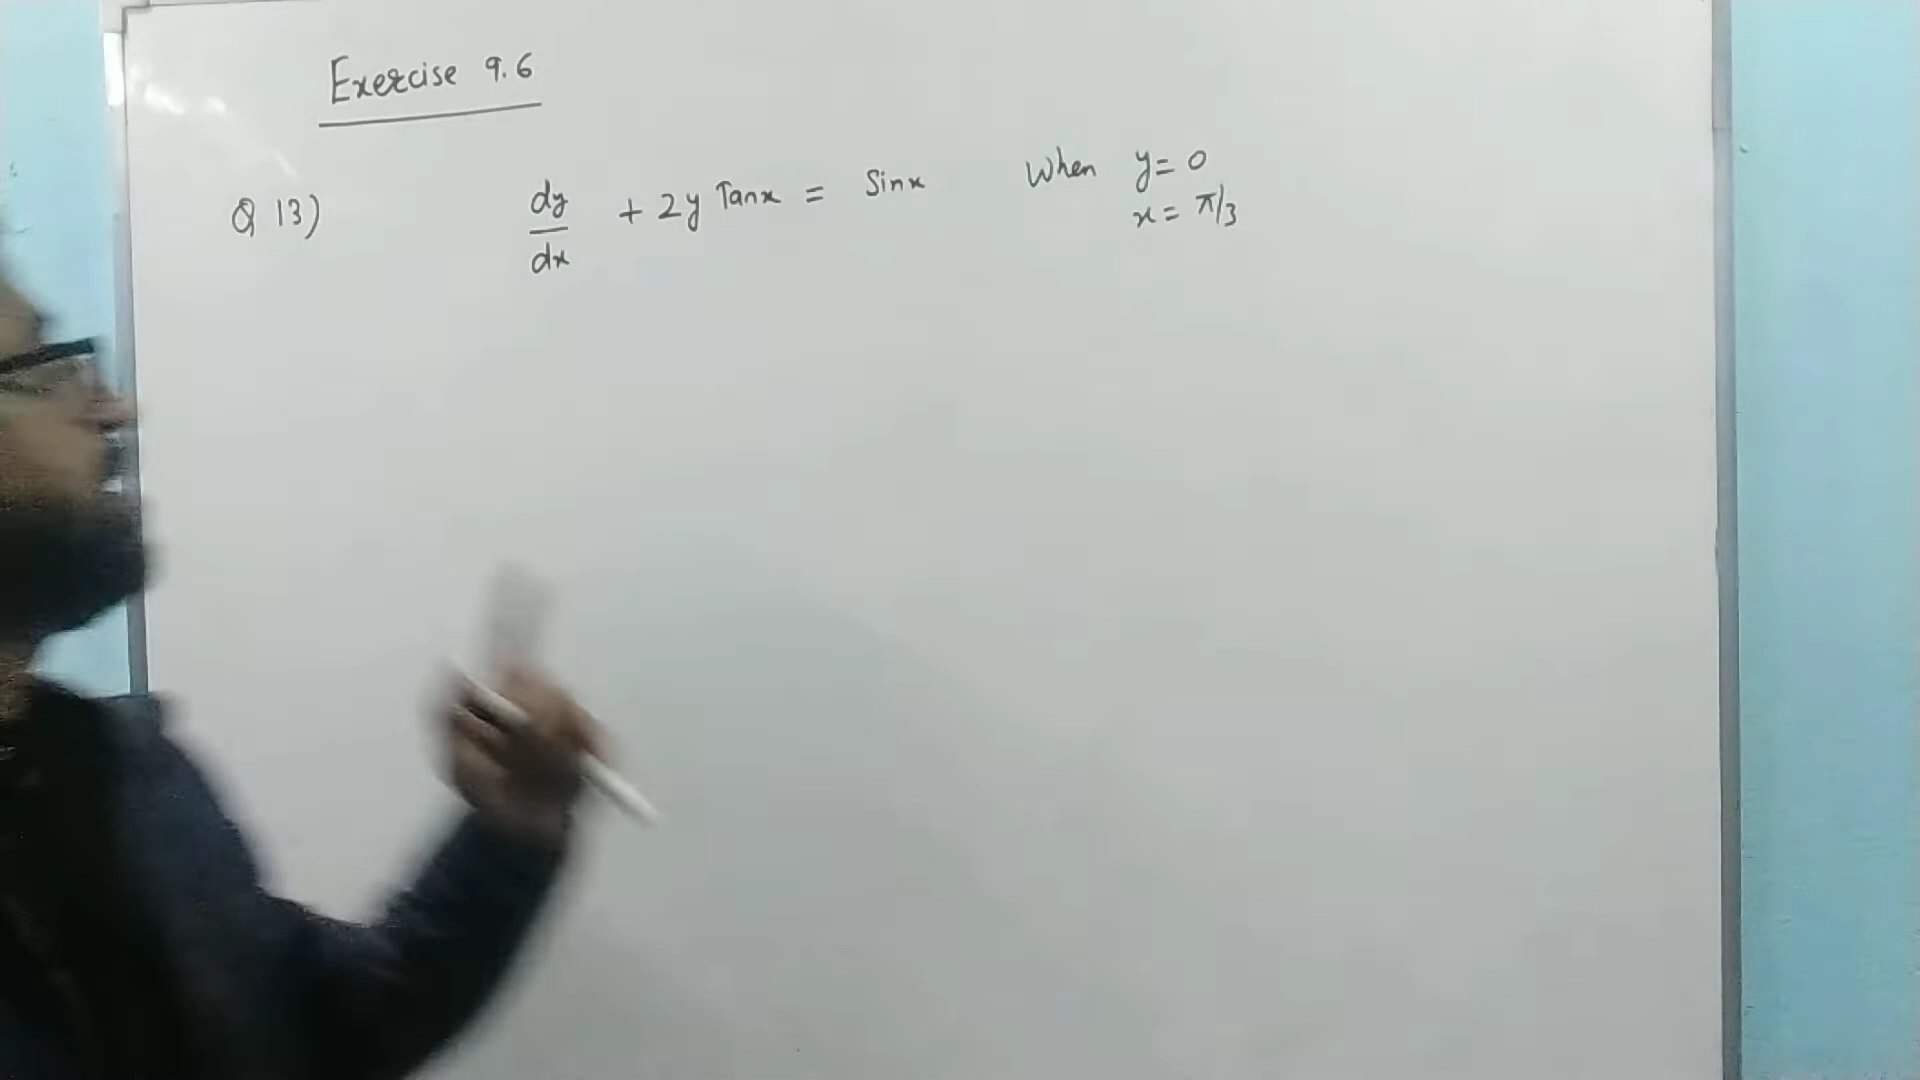 Exercise 9.6
Q 13) dy/dx + 2y Tanx = Sinx When y = 0
x = π/3